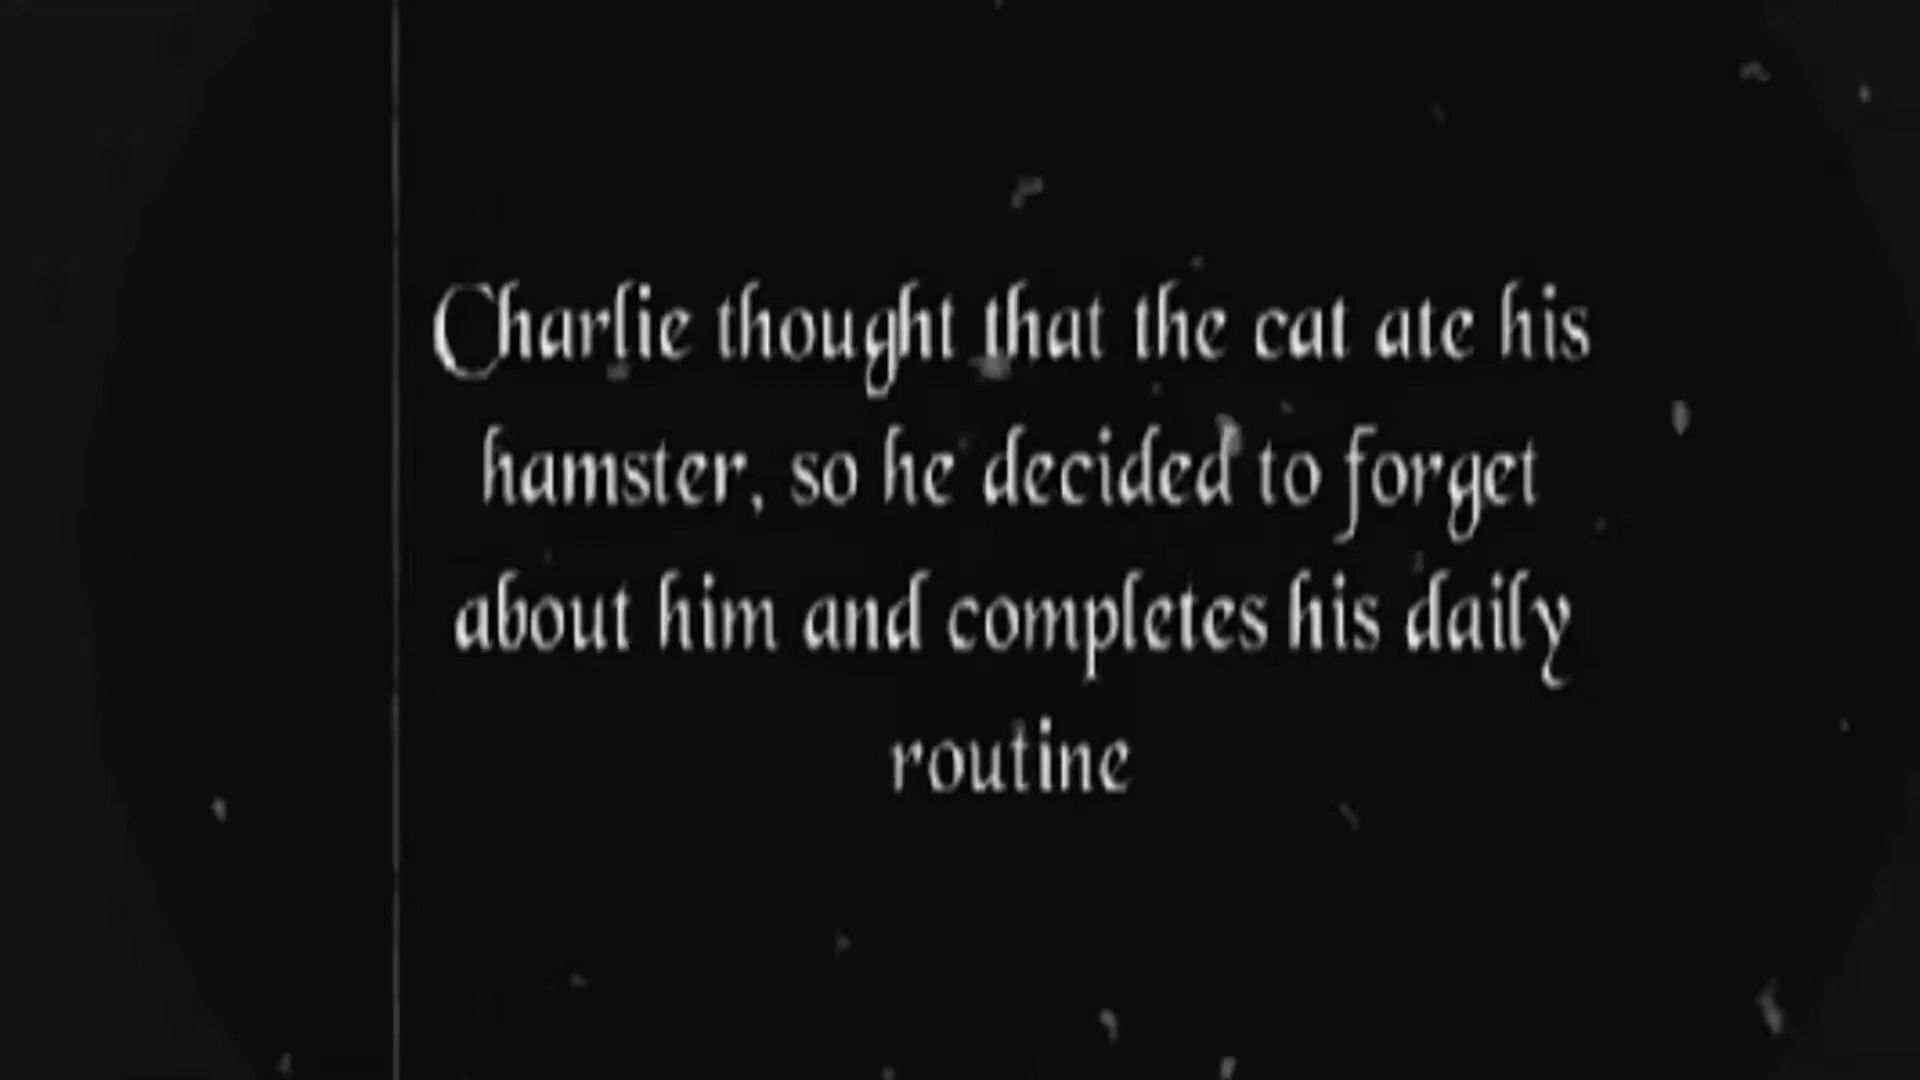 Charlie thought that the cat ate his
hamster, so he decided to forget
about him and completes his daily
routine